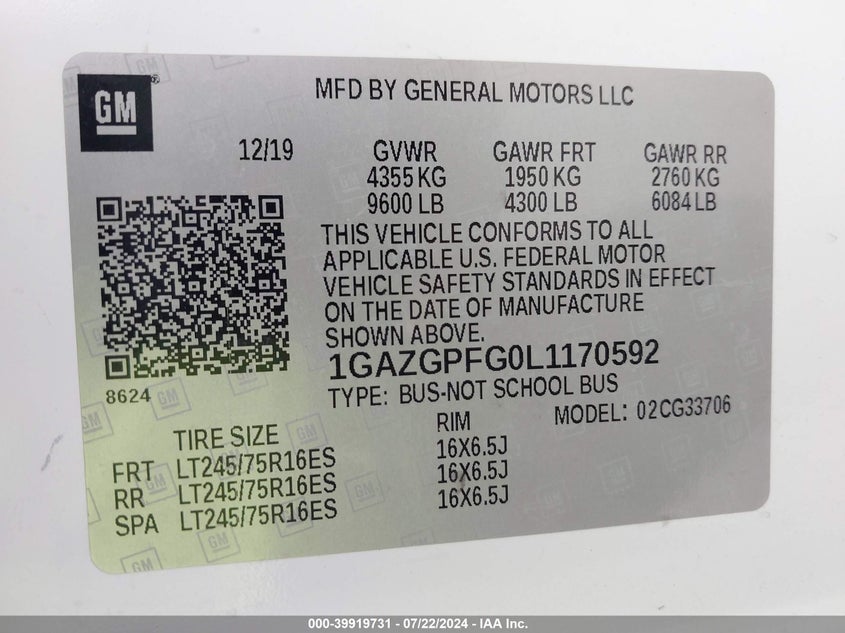 GM
MFD BY GENERAL MOTORS LLC
12/19 GVWR GAWR FRT GAWR RR
4355 KG 1950 KG 2760 KG
9600 LB 4300 LB 6084 LB
THIS VEHICLE CONFORMS TO ALL
APPLICABLE U.S. FEDERAL MOTOR
VEHICLE SAFETY STANDARDS IN EFFECT
ON THE DATE OF MANUFACTURE
SHOWN ABOVE.
1GAZGPFG0L1170592
8624
TYPE: BUS-NOT SCHOOL BUS
MODEL: 02CG33706
TIRE SIZE RIM
FRT LT245/75R16ES 16X6.5J
RR LT245/75R16ES 16X6.5J
SPA LT245/75R16ES 16X6.5J
000-39919731 - 07/22/2024 - IAA Inc.